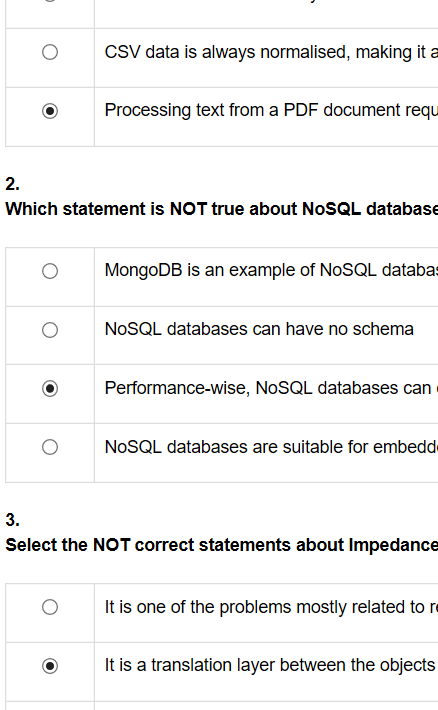 CSV data is always normalised, making it a
Processing text from a PDF document requ
2.
Which statement is NOT true about NoSQL database
MongoDB is an example of NoSQL databas
NoSQL databases can have no schema
Performance-wise, NoSQL databases can
NoSQL databases are suitable for embedd
3.
Select the NOT correct statements about Impedance
It is one of the problems mostly related to re
It is a translation layer between the objects